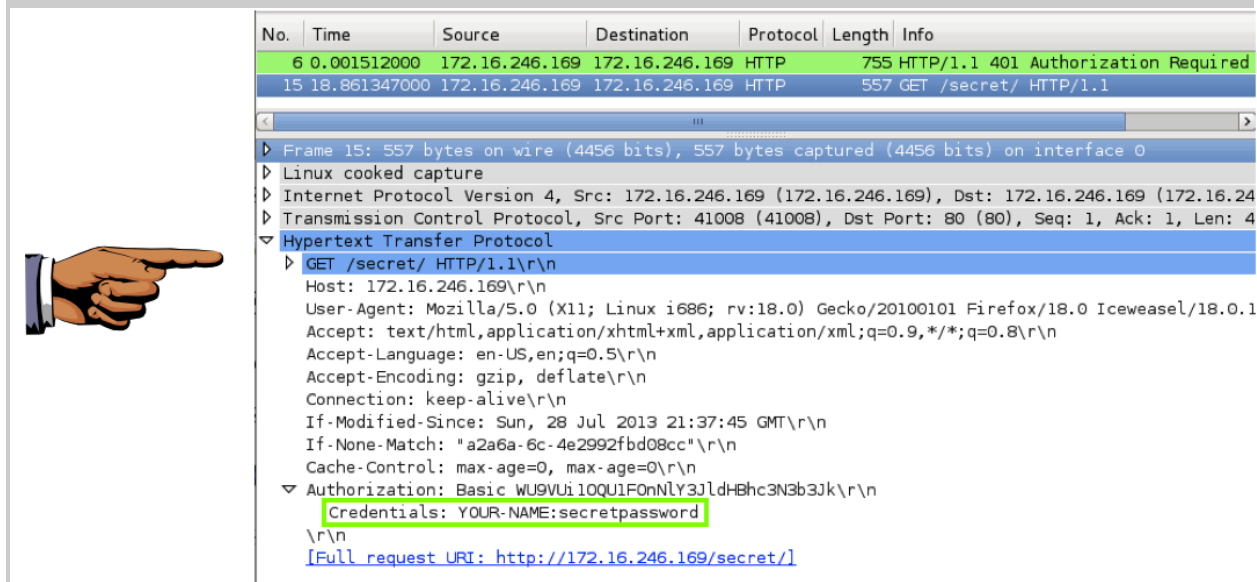 No. Time Source Destination Protocol Length Info
6 0.001512000 172.16.246.169 172.16.246.169 HTTP 755 HTTP/1.1 401 Authorization Required
15 18.861347000 172.16.246.169 172.16.246.169 HTTP 557 GET /secret/ HTTP/1.1
Frame 15: 557 bytes on wire (4456 bits), 557 bytes captured (4456 bits) on interface 0
Linux cooked capture
Internet Protocol Version 4, Src: 172.16.246.169 (172.16.246.169), Dst: 172.16.246.169 (172.16.24
Transmission Control Protocol, Src Port: 41008 (41008), Dst Port: 80 (80), Seq: 1, Ack: 1, Len: 4
Hypertext Transfer Protocol
GET /secret/ HTTP/1.1\r\n
Host: 172.16.246.169\r\n
User-Agent: Mozilla/5.0 (X11; Linux i686; rv:18.0) Gecko/20100101 Firefox/18.0 Iceweasel/18.0.1
Accept: text/html,application/xhtml+xml,application/xml;q=0.9,*/*;q=0.8\r\n
Accept-Language: en-US,en;q=0.5\r\n
Accept-Encoding: gzip, deflate\r\n
Connection: keep-alive\r\n
If-Modified-Since: Sun, 28 Jul 2013 21:37:45 GMT\r\n
If-None-Match: "a2a6a-6c-4e2992fbd08cc"\r\n
Cache-Control: max-age=0, max-age=0\r\n
Authorization: Basic WU9VUi1OQU1FOnNlY3JldHBhc3N3b3Jk\r\n
Credentials: YOUR-NAME:secretpassword
\r\n
[Full request URI: http://172.16.246.169/secret/]